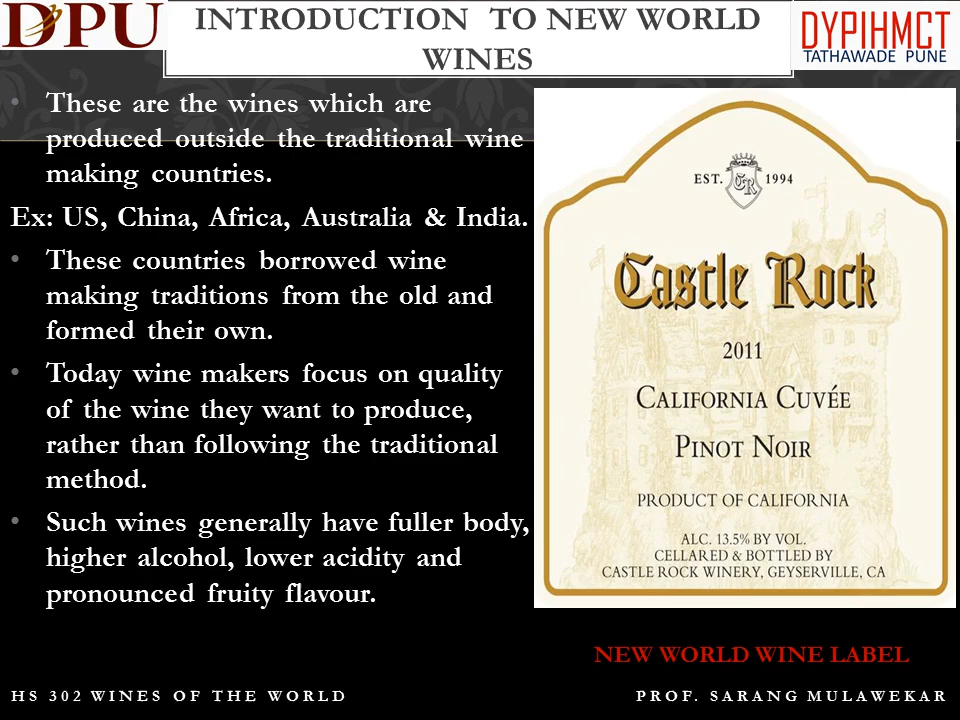 DPU
INTRODUCTION TO NEW WORLD
WINES
DYPIHMCT
TATHAWADE PUNE
• These are the wines which are
produced outside the traditional wine
making countries.
Ex: US, China, Africa, Australia & India.
• These countries borrowed wine
making traditions from the old and
formed their own.
• Today wine makers focus on quality
of the wine they want to produce,
rather than following the traditional
method.
• Such wines generally have fuller body,
higher alcohol, lower acidity and
pronounced fruity flavour.
EST. CR 1994
Castle Rock
2011
CALIFORNIA CUVÉE
PINOT NOIR
PRODUCT OF CALIFORNIA
ALC. 13.5% BY VOL.
CELLARED & BOTTLED BY
CASTLE ROCK WINERY, GEYSERVILLE, CA
NEW WORLD WINE LABEL
HS 302 WINES OF THE WORLD
PROF. SARANG MULAWEKAR